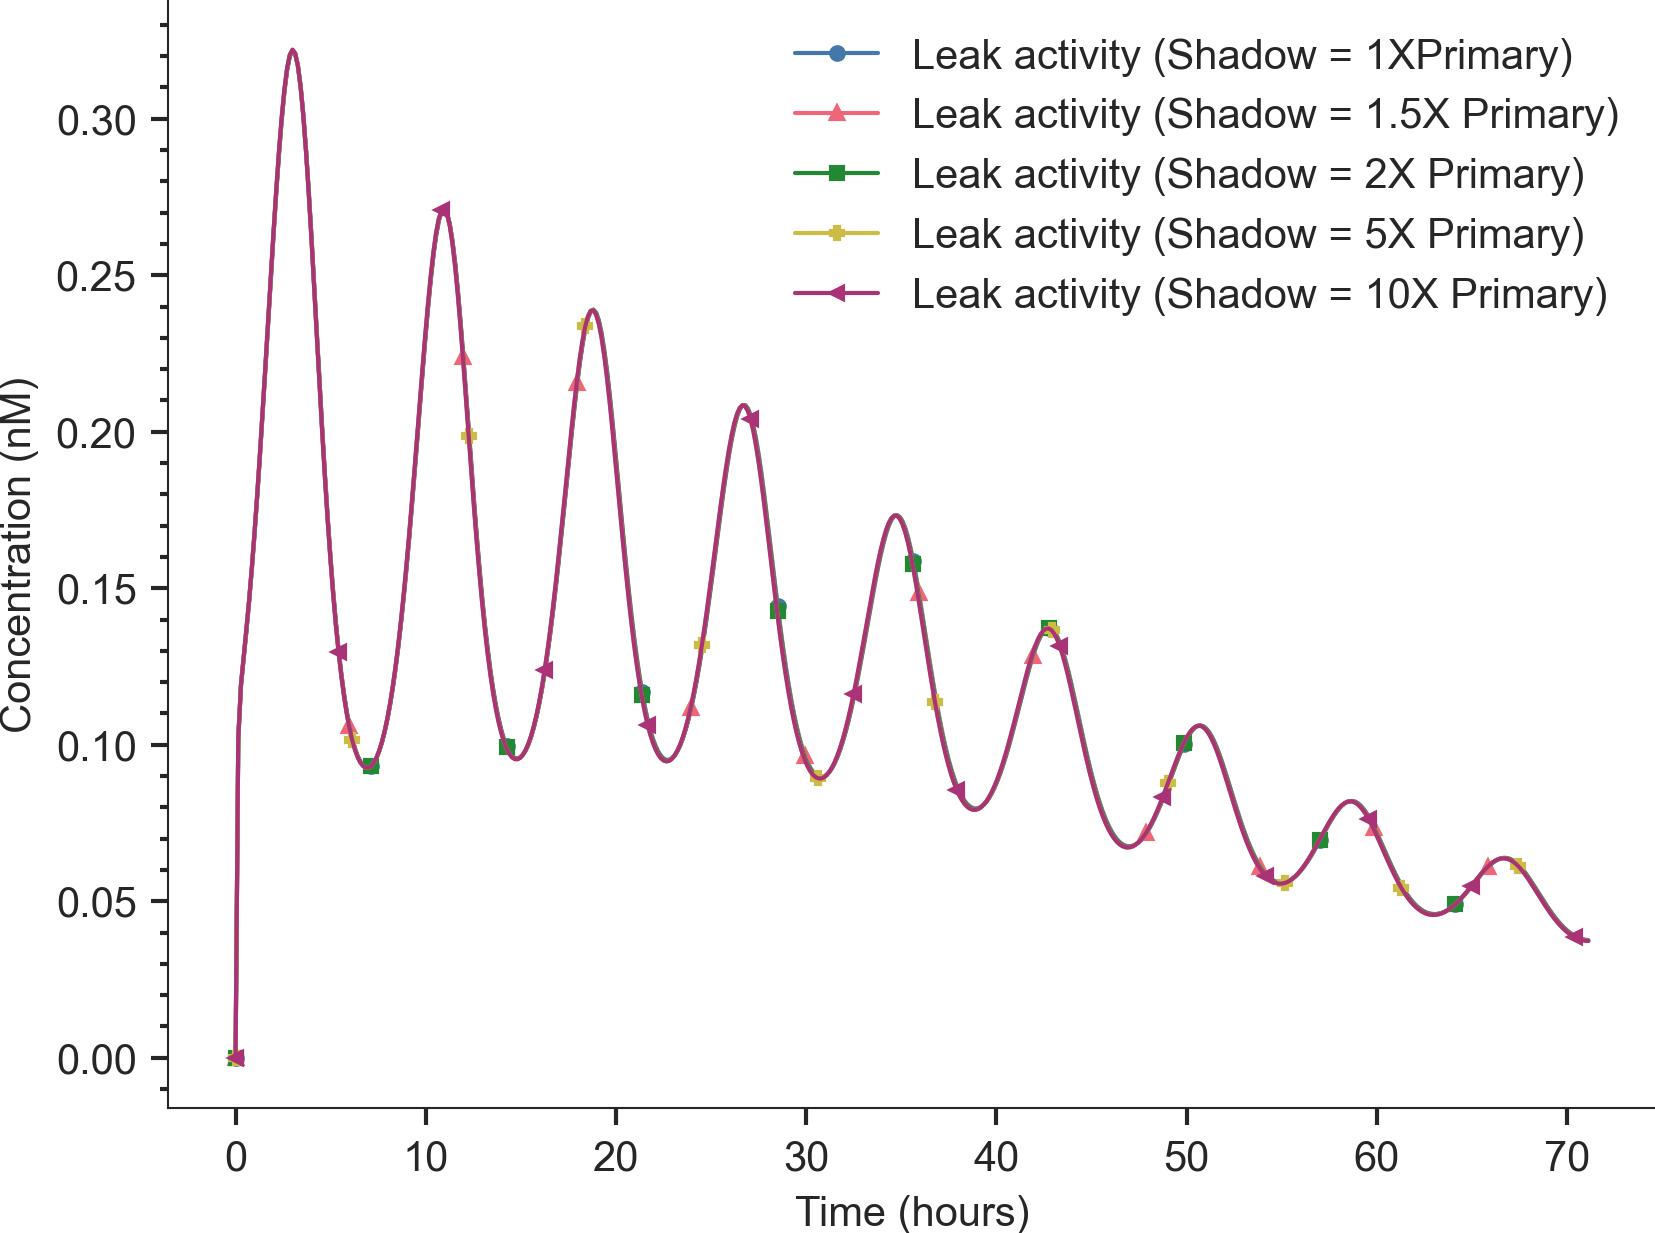 Leak activity (Shadow = 1XPrimary)
Leak activity (Shadow = 1.5X Primary)
Leak activity (Shadow = 2X Primary)
Leak activity (Shadow = 5X Primary)
Leak activity (Shadow = 10X Primary)
Concentration (nM)
0.30
0.25
0.20
0.15
0.10
0.05
0.00
0 10 20 30 40 50 60 70
Time (hours)